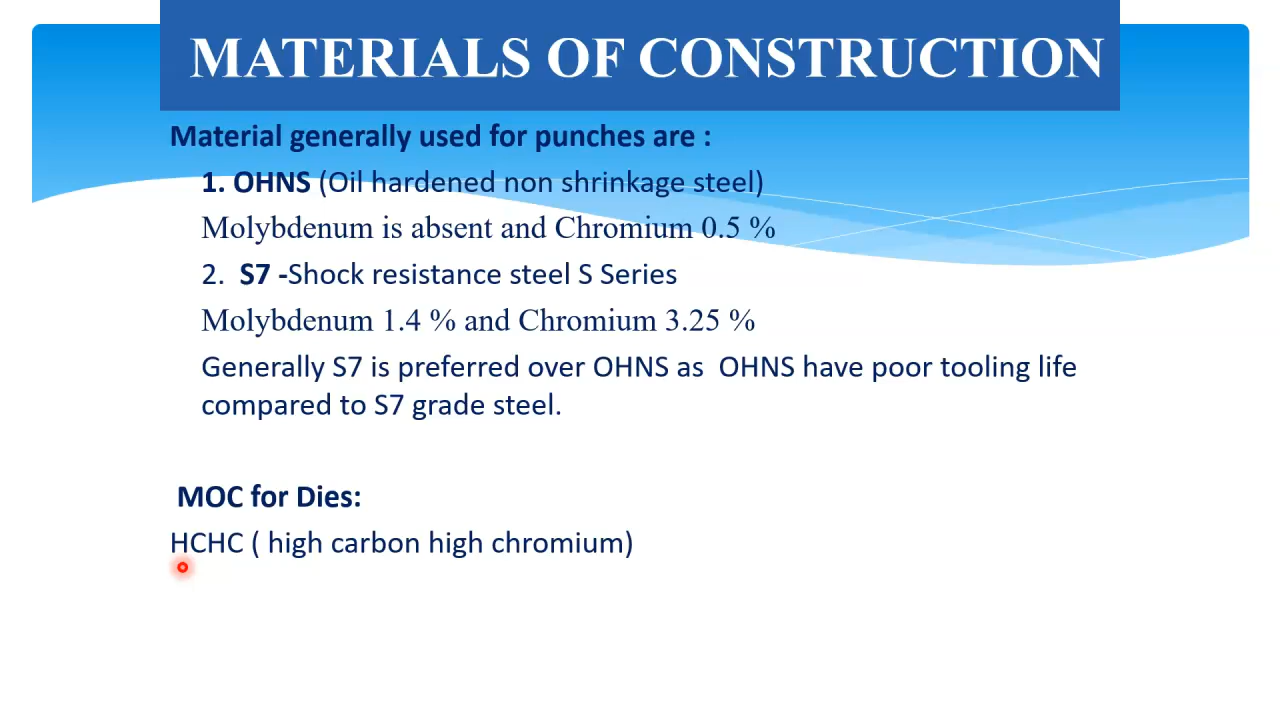 MATERIALS OF CONSTRUCTION
Material generally used for punches are :
1. OHNS (Oil hardened non shrinkage steel)
Molybdenum is absent and Chromium 0.5 %
2. S7 -Shock resistance steel S Series
Molybdenum 1.4 % and Chromium 3.25 %
Generally S7 is preferred over OHNS as OHNS have poor tooling life
compared to S7 grade steel.
MOC for Dies:
HCHC ( high carbon high chromium)